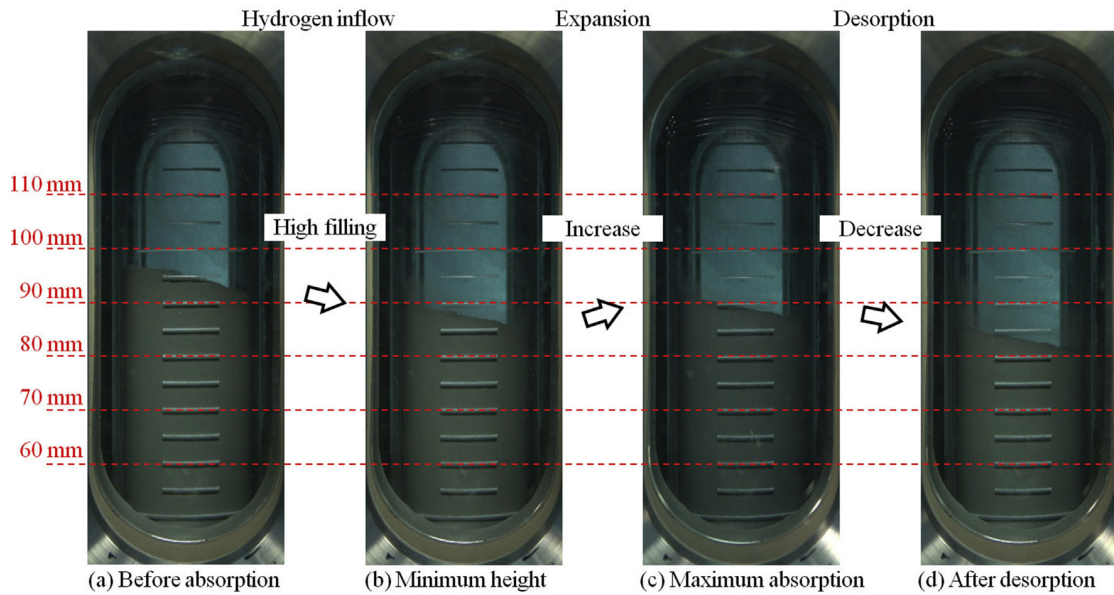 Hydrogen inflow
Expansion
Desorption
110 mm
100 mm
High filling
Increase
Decrease
90 mm
80 mm
70 mm
60 mm
(a) Before absorption
(b) Minimum height
(c) Maximum absorption
(d) After desorption